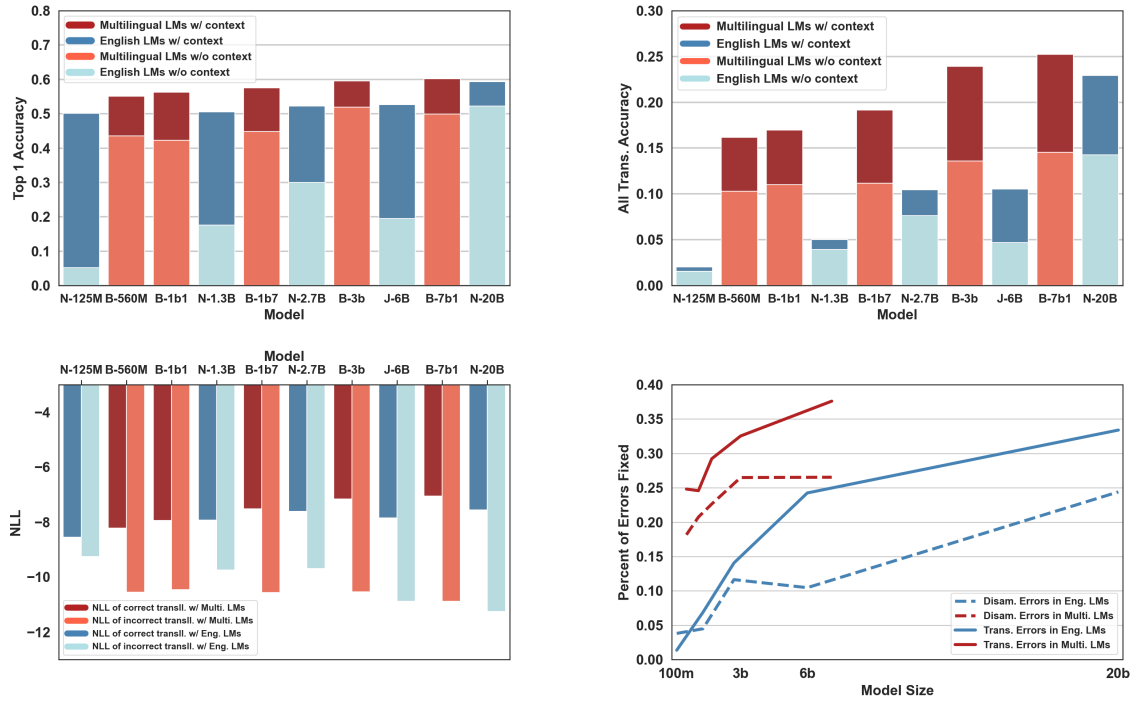 0.8
0.7
0.6
0.5
0.4
0.3
0.2
0.1
0.0
Top 1 Accuracy
Multilingual LMs w/ context
English LMs w/ context
Multilingual LMs w/o context
English LMs w/o context
N-125M B-560M B-1b1 N-1.3B B-1b7 N-2.7B B-3b J-6B B-7b1 N-20B
Model
0.30
0.25
0.20
0.15
0.10
0.05
0.00
All Trans. Accuracy
Multilingual LMs w/ context
English LMs w/ context
Multilingual LMs w/o context
English LMs w/o context
N-125M B-560M B-1b1 N-1.3B B-1b7 N-2.7B B-3b J-6B B-7b1 N-20B
Model
Model
N-125M B-560M B-1b1 N-1.3B B-1b7 N-2.7B B-3b J-6B B-7b1 N-20B
−4
−6
−8
−10
−12
NLL
NLL of correct transll. w/ Multi. LMs
NLL of incorrect transll. w/ Multi. LMs
NLL of correct transll. w/ Eng. LMs
NLL of incorrect transll. w/ Eng. LMs
0.40
0.35
0.30
0.25
0.20
0.15
0.10
0.05
0.00
Percent of Errors Fixed
Disam. Errors in Eng. LMs
Disam. Errors in Multi. LMs
Trans. Errors in Eng. LMs
Trans. Errors in Multi. LMs
100m 3b 6b 20b
Model Size